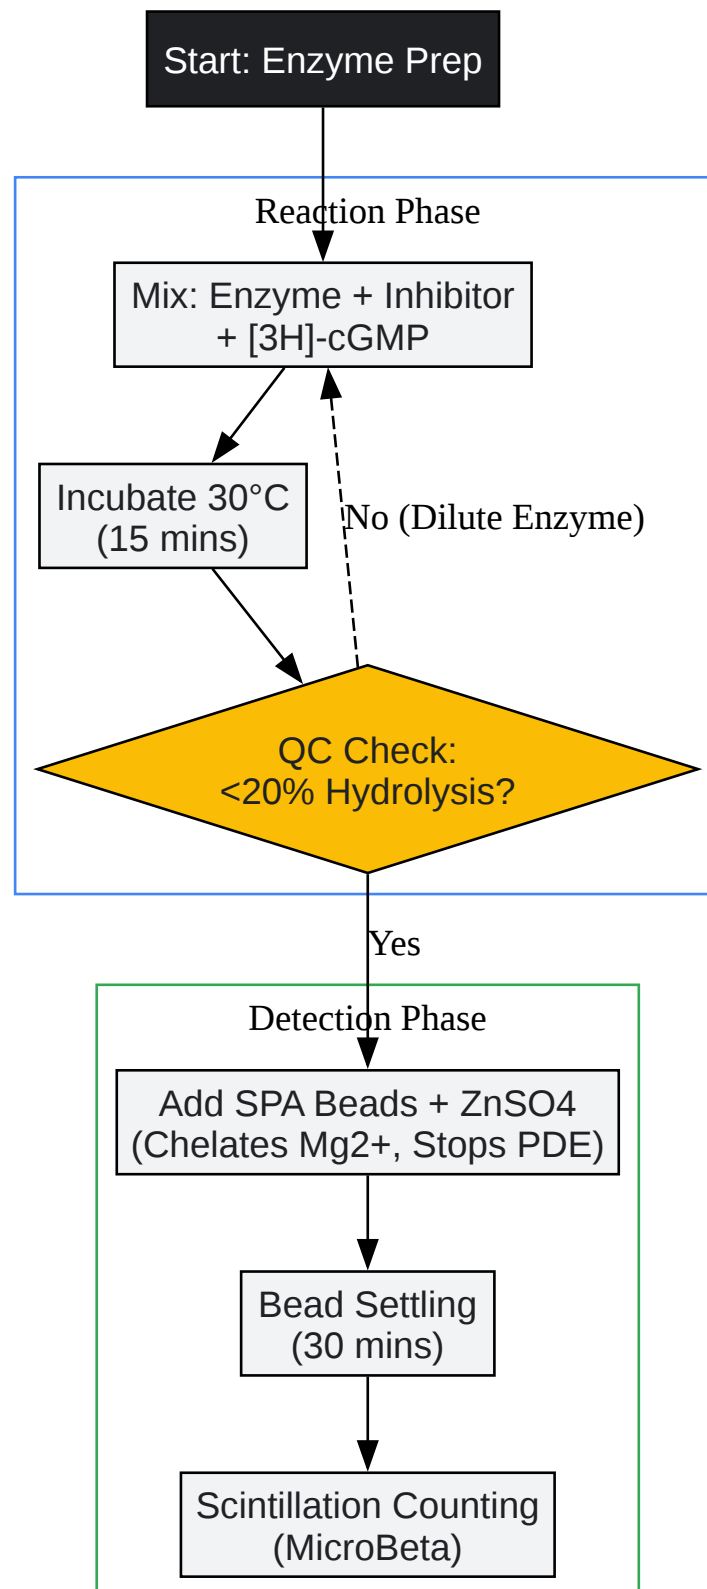 Start: Enzyme Prep
Reaction Phase
Mix: Enzyme + Inhibitor
+ [3H]-cGMP
Incubate 30°C
(15 mins)
No (Dilute Enzyme)
QC Check:
<20% Hydrolysis?
Yes
Detection Phase
Add SPA Beads + ZnSO4
(Chelates Mg2+, Stops PDE)
Bead Settling
(30 mins)
Scintillation Counting
(MicroBeta)